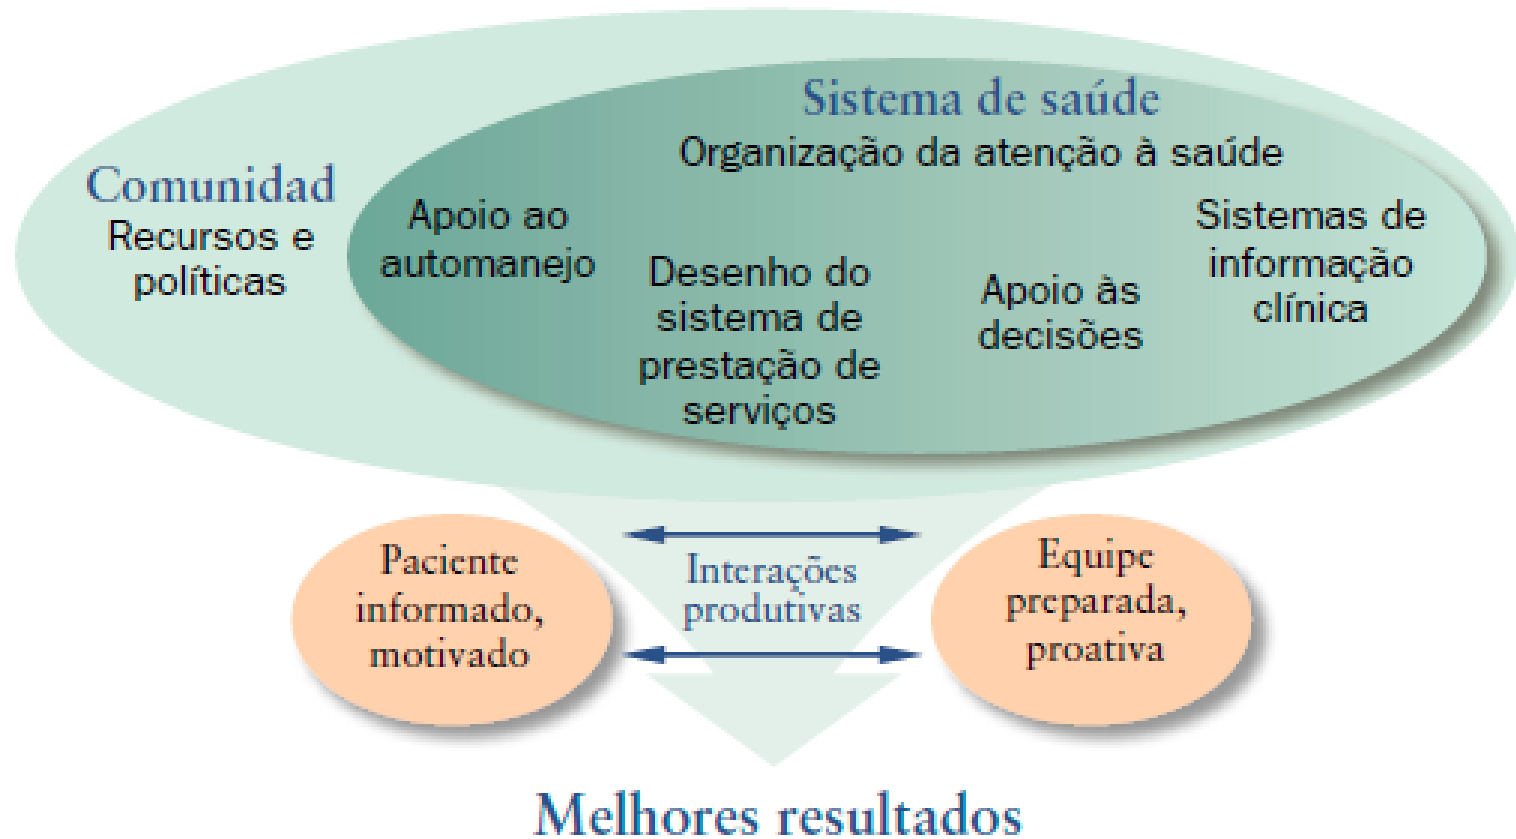 Sistema de saúde
Organização da atenção à saúde
Comunidad
Recursos e
políticas
Apoio ao
automanejo
Desenho do
sistema de
prestação de
serviços
Apoio às
decisões
Sistemas de
informação
clínica
Paciente
informado,
motivado
Interações
produtivas
Equipe
preparada,
proativa
Melhores resultados